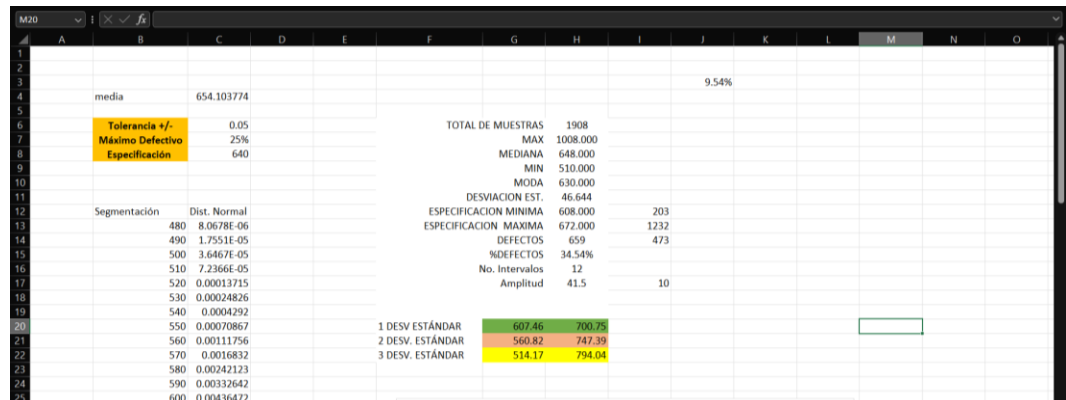 M20 fx
A B C D E F G H I J K L M N O
1
2
3 9.54%
4 media 654.103774
5
6 Tolerancia +/- 0.05 TOTAL DE MUESTRAS 1908
7 Máximo Defectivo 25% MAX 1008.000
8 Especificación 640 MEDIANA 648.000
9 MIN 510.000
10 MODA 630.000
11 DESVIACION EST. 46.644
12 Segmentación Dist. Normal ESPECIFICACION MINIMA 608.000 203
13 480 8.0678E-06 ESPECIFICACION MAXIMA 672.000 1232
14 490 1.7551E-05 DEFECTOS 659 473
15 500 3.6467E-05 %DEFECTOS 34.54%
16 510 7.2366E-05 No. Intervalos 12
17 520 0.00013715 Amplitud 41.5 10
18 530 0.00024826
19 540 0.0004292
20 550 0.00070867 1 DESV ESTÁNDAR 607.46 700.75
21 560 0.00111756 2 DESV. ESTÁNDAR 560.82 747.39
22 570 0.0016832 3 DESV. ESTÁNDAR 514.17 794.04
23 580 0.00242123
24 590 0.00332642
25 600 0.00436472